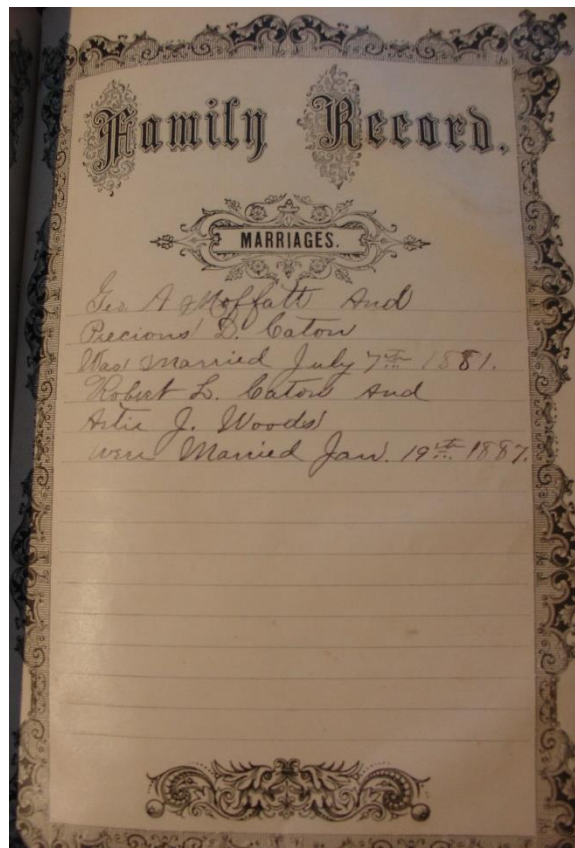 Family Record.
MARRIAGES.
Geo A Moffatt And
Precious D. Caton
Was Married July 7th 1881.
Robert L. Caton And
Artie J. Woods
were Married Jan. 19th 1887.